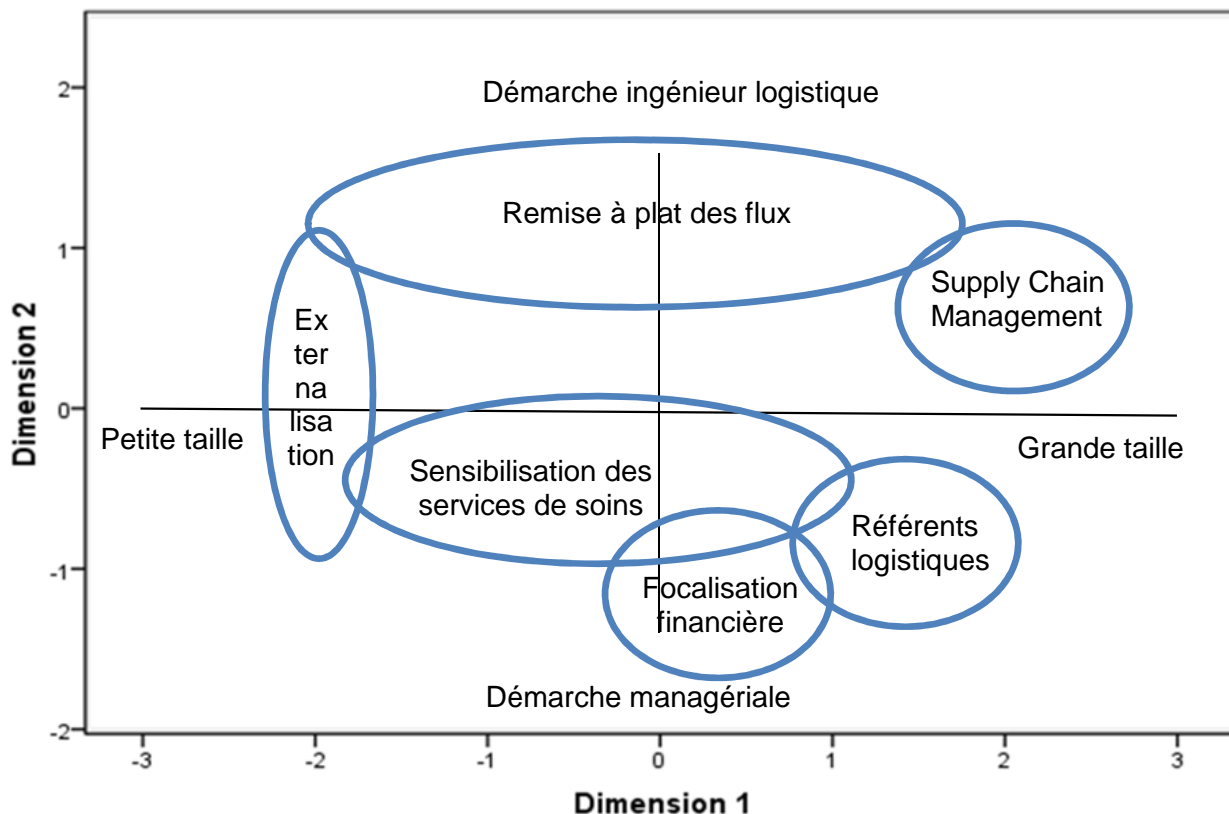 Démarche ingénieur logistique
Remise à plat des flux
Supply Chain
Management
Ex
ter
na
lisa
tion
Petite taille
Grande taille
Sensibilisation des
services de soins
Référents
logistiques
Focalisation
financière
Démarche managériale
Dimension 2
2
1
0
-1
-2
-3
-2
-1
0
1
2
3
Dimension 1